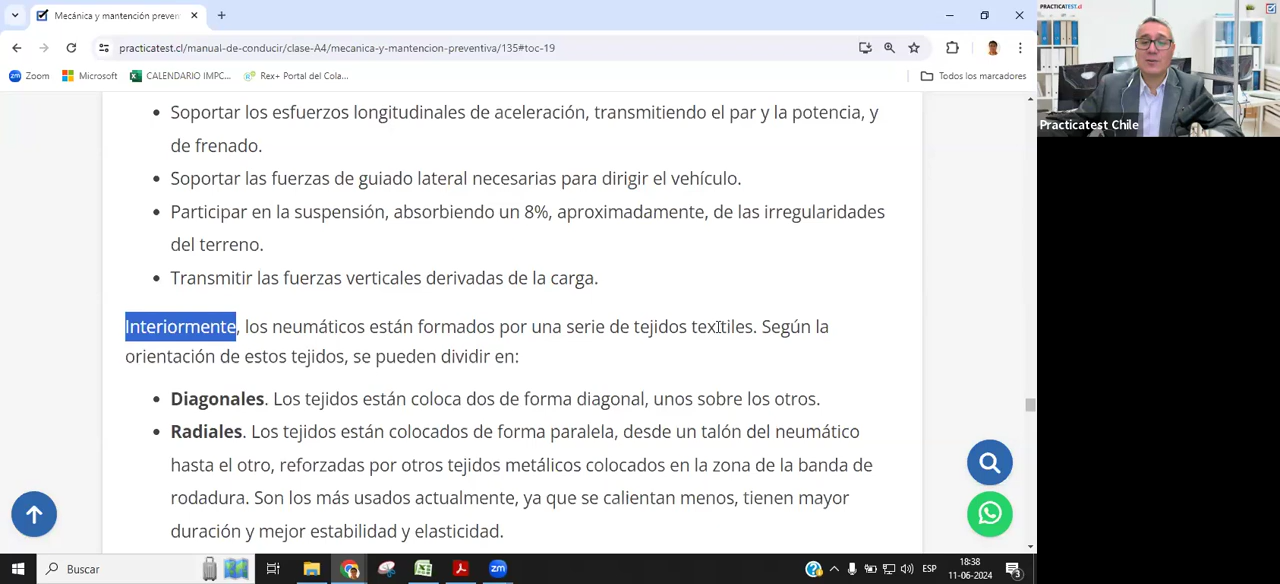 Mecánica y mantención preven
practicatest.cl/manual-de-conducir/clase-A4/mecanica-y-mantencion-preventiva/135#toc-19
Zoom
Microsoft
CALENDARIO IMPC...
Rex+ Portal del Cola...
Todos los marcadores
PRACTICATEST.cl
Practicatest Chile
• Soportar los esfuerzos longitudinales de aceleración, transmitiendo el par y la potencia, y
de frenado.
• Soportar las fuerzas de guiado lateral necesarias para dirigir el vehículo.
• Participar en la suspensión, absorbiendo un 8%, aproximadamente, de las irregularidades
del terreno.
• Transmitir las fuerzas verticales derivadas de la carga.
Interiormente, los neumáticos están formados por una serie de tejidos textiles. Según la
orientación de estos tejidos, se pueden dividir en:
• Diagonales. Los tejidos están coloca dos de forma diagonal, unos sobre los otros.
• Radiales. Los tejidos están colocados de forma paralela, desde un talón del neumático
hasta el otro, reforzadas por otros tejidos metálicos colocados en la zona de la banda de
rodadura. Son los más usados actualmente, ya que se calientan menos, tienen mayor
duración y mejor estabilidad y elasticidad.
Buscar
ESP
18:38
11-06-2024
3